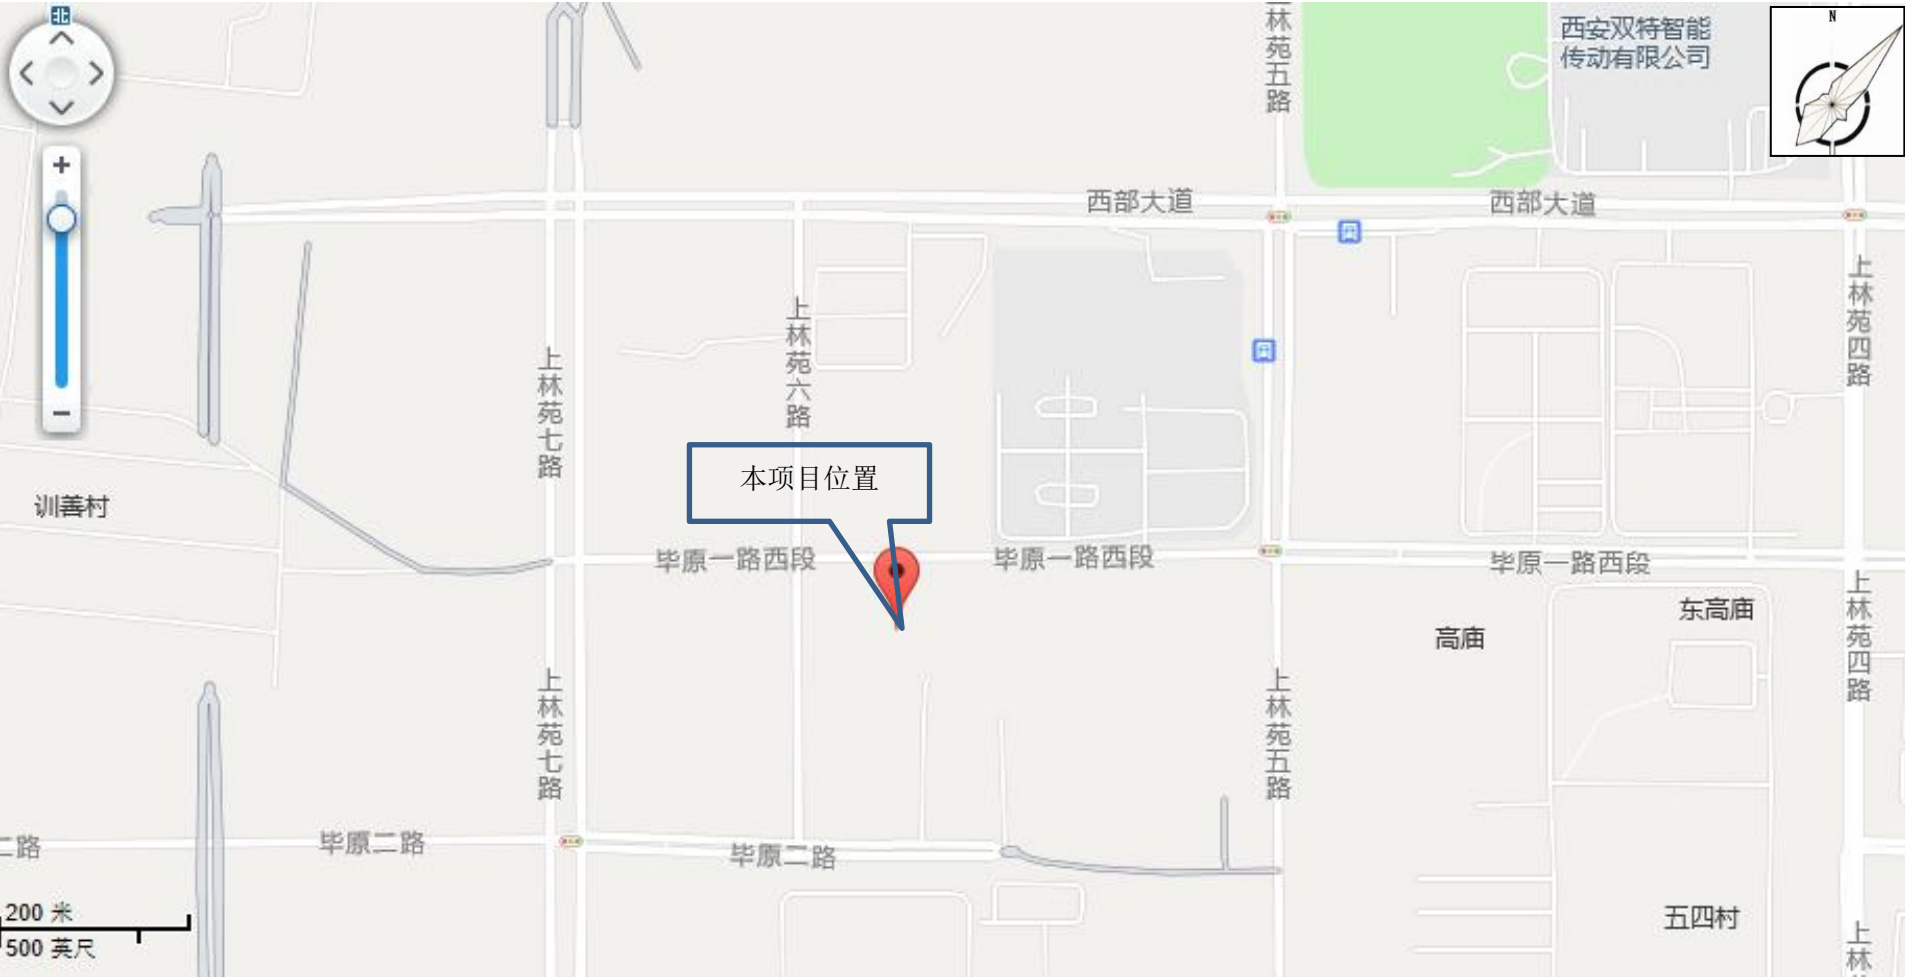 北
N
林苑五路
西安双特智能
传动有限公司
西部大道
西部大道
上林苑四路
上林苑六路
上林苑七路
本项目位置
训善村
毕原一路西段
毕原一路西段
毕原一路西段
东高庙
高庙
上林苑四路
上林苑七路
上林苑五路
二路
毕原二路
毕原二路
200 米
500 英尺
五四村
上林